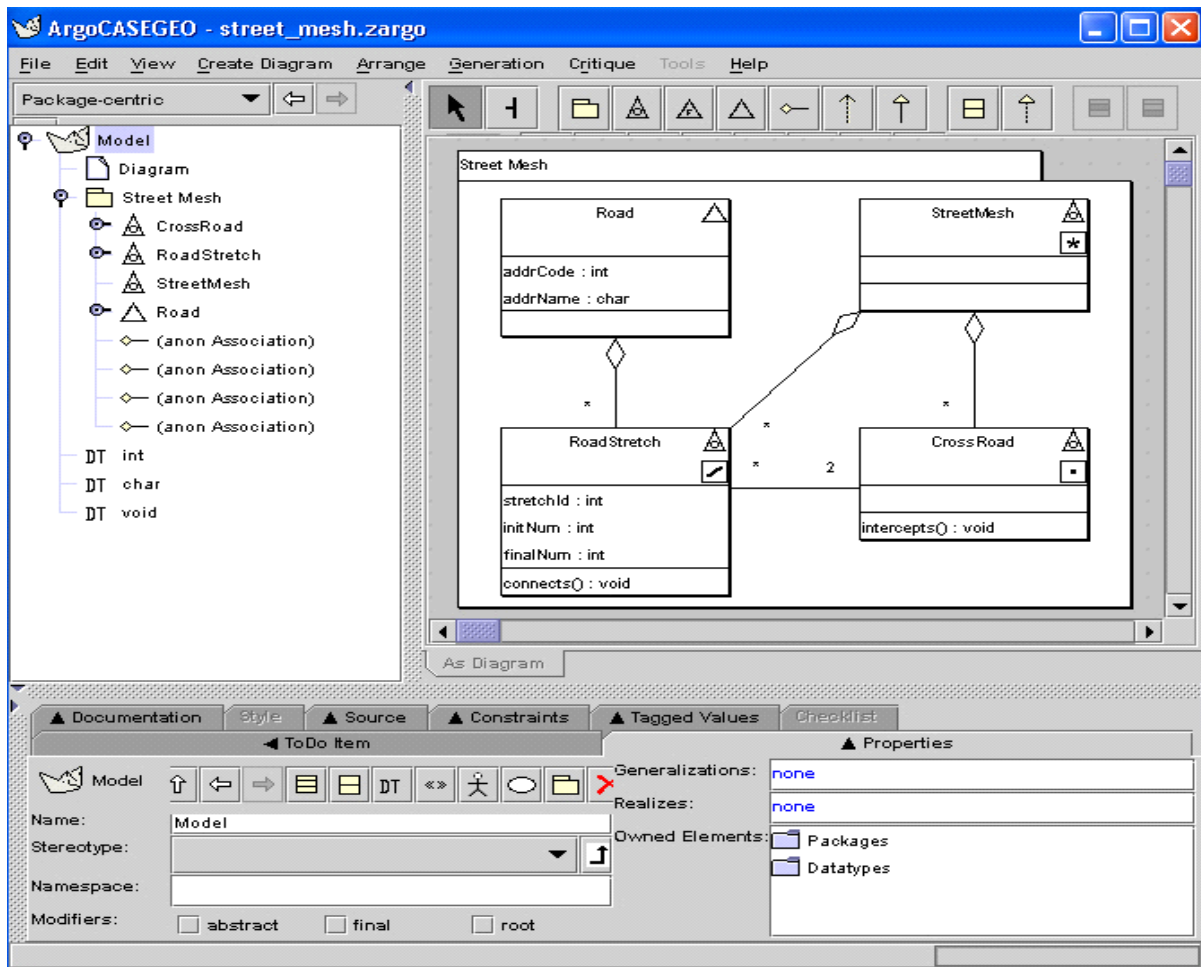 ArgoCASEGEO - street_mesh.zargo
File Edit View Create Diagram Arrange Generation Critique Tools Help
Package-centric
Model
Diagram
Street Mesh
CrossRoad
RoadStretch
StreetMesh
Road
(anon Association)
(anon Association)
(anon Association)
(anon Association)
DT int
DT char
DT void
Street Mesh
Road
addrCode : int
addrName : char
StreetMesh
*
*
*
*
RoadStretch
* 2
stretchId : int
initNum : int
finalNum : int
connects() : void
CrossRoad
intercepts() : void
As Diagram
Documentation Style Source Constraints Tagged Values Checklist
ToDo Item Properties
Model
DT
«»
Name: Model
Stereotype:
Namespace:
Modifiers: abstract final root
Generalizations: none
Realizes: none
Owned Elements: Packages
Datatypes